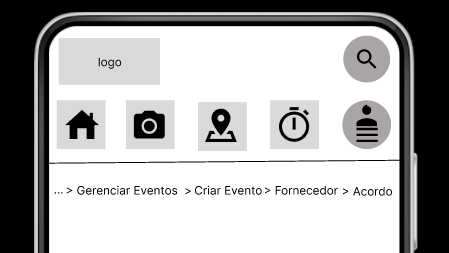 logo
... > Gerenciar Eventos > Criar Evento > Fornecedor > Acordo